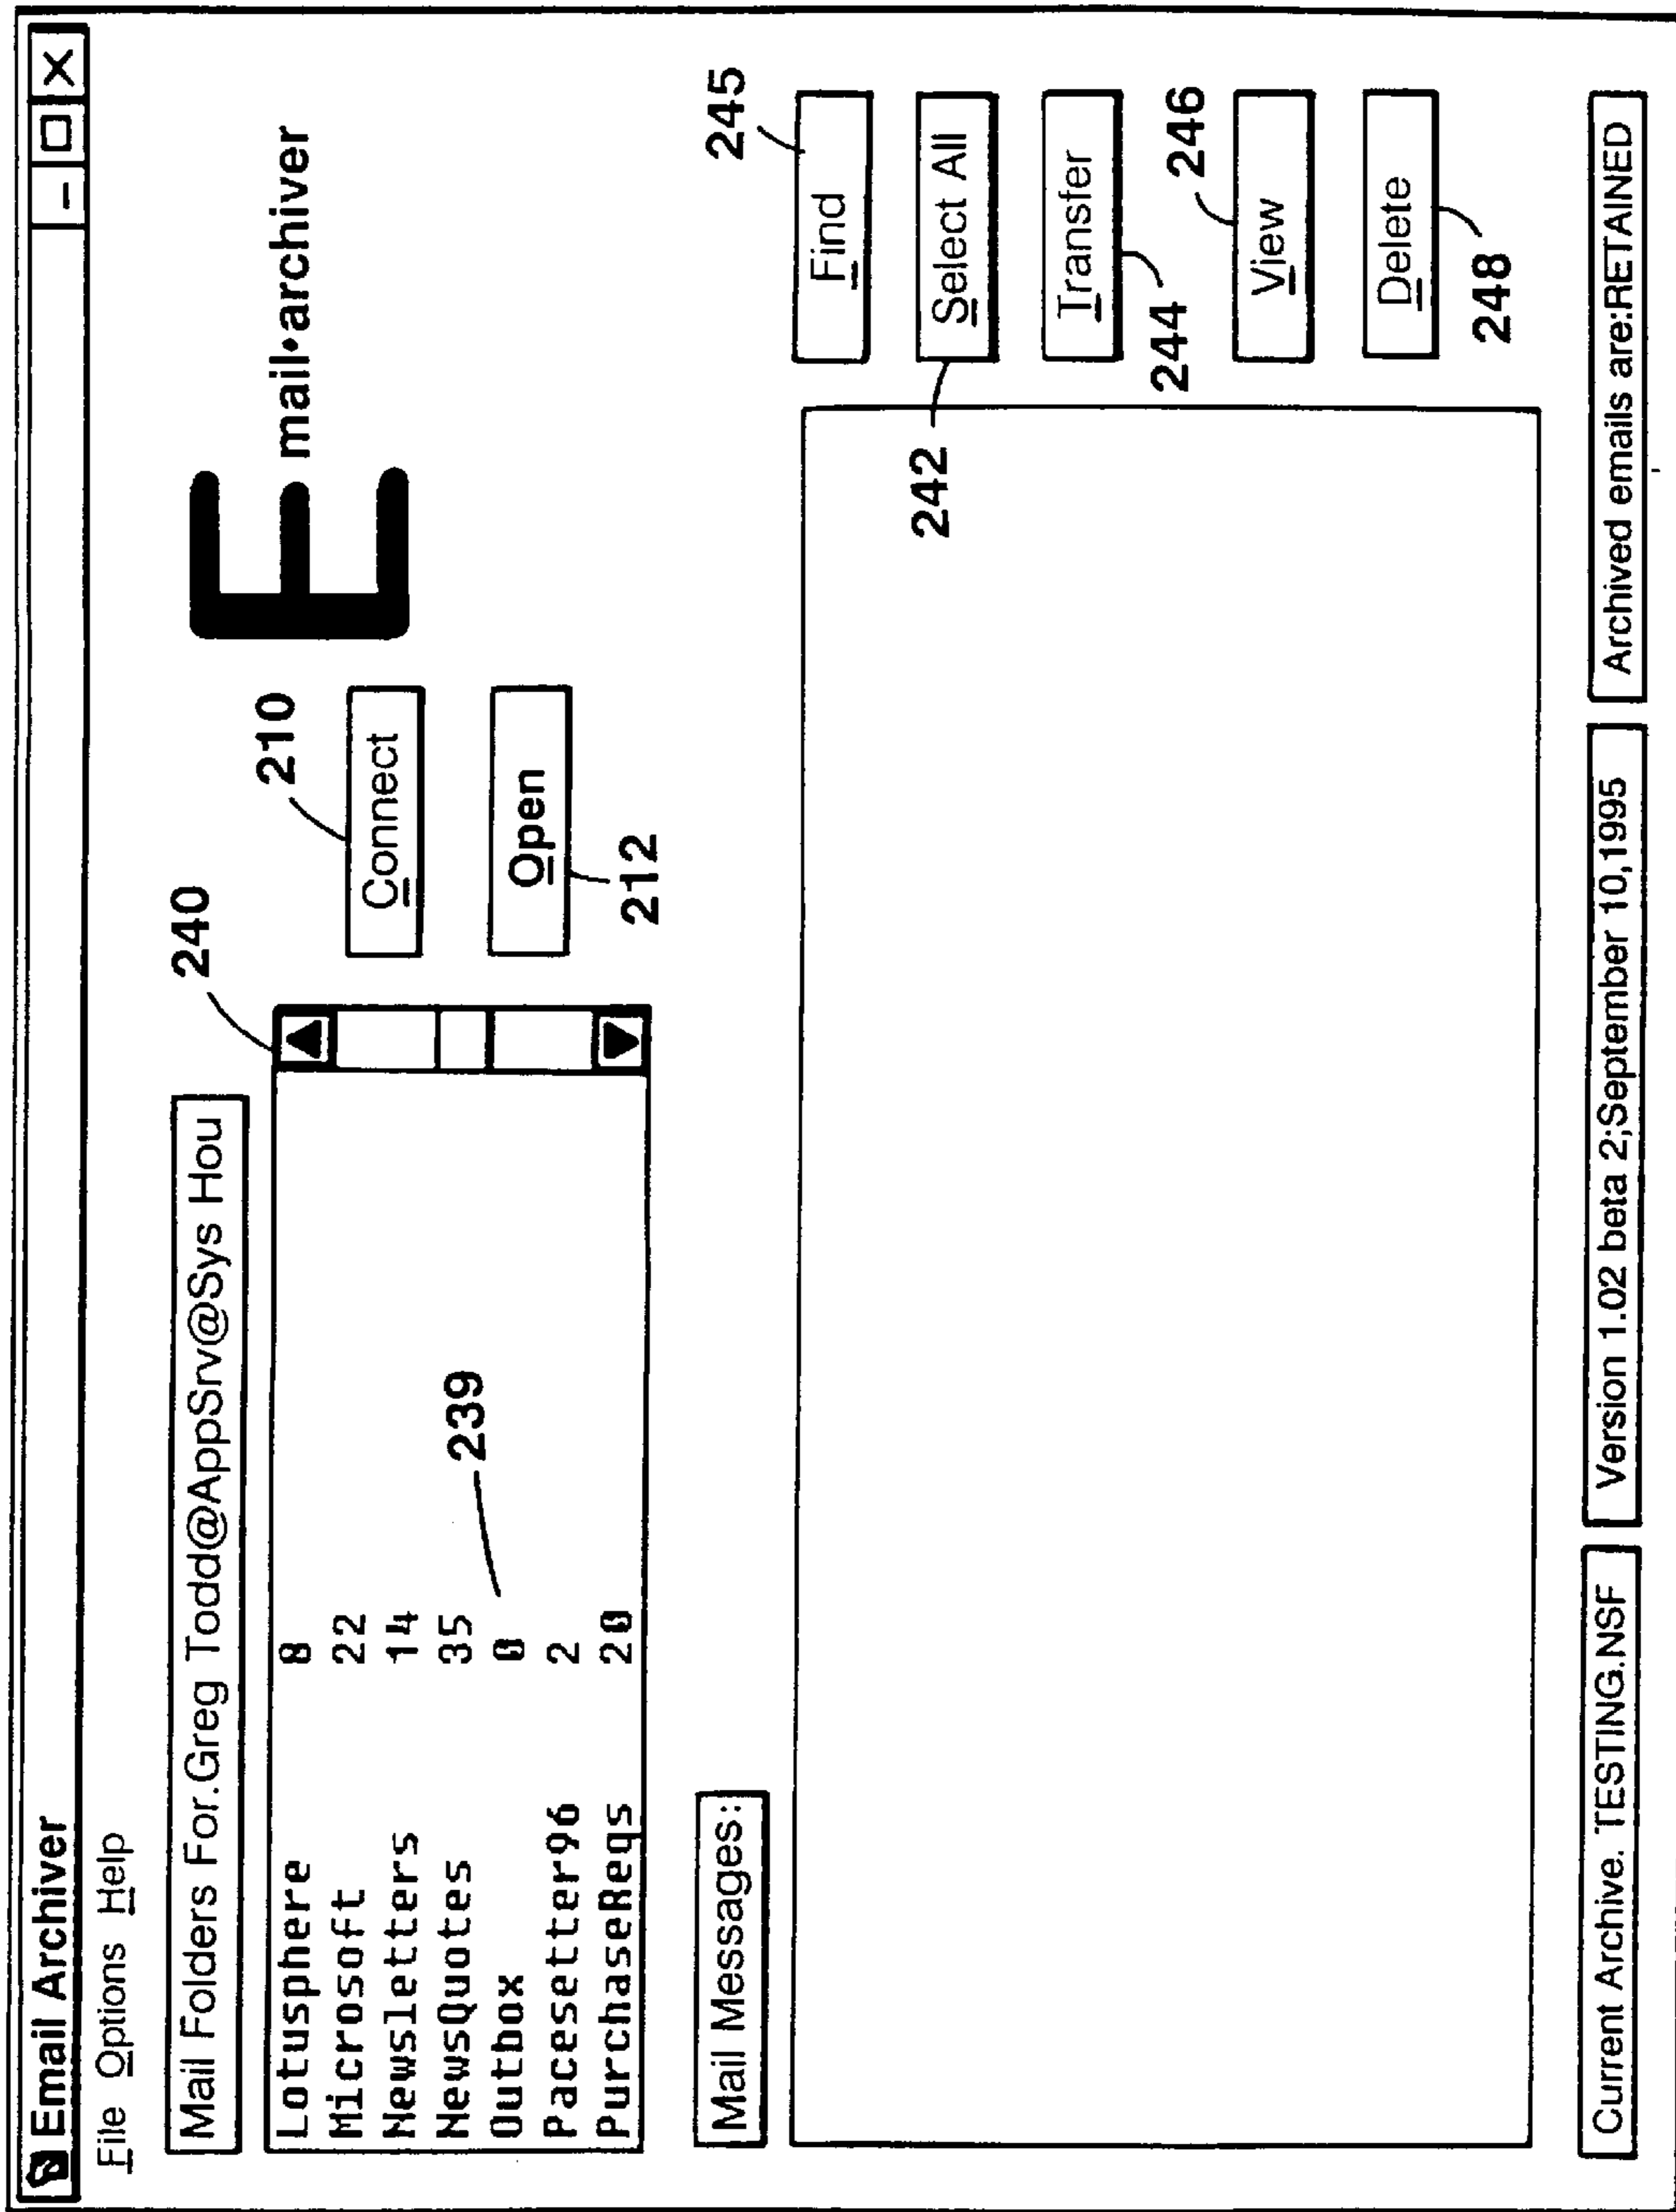 Email Archiver
File Options Help
Mail Folders For.Greg Todd@AppSrv@Sys Hou
240
Lotusphere 8
Microsoft 22
Newsletters 14
NewsQuotes 35
Outbox 0
Pacesetter96 2
PurchaseReqs 20
239
210
Connect
Open
212
E mail•archiver
Mail Messages:
245
Find
Select All
242
Transfer
244
246
View
Delete
248
Current Archive. TESTING.NSF
Version 1.02 beta 2;September 10,1995
Archived emails are:RETAINED